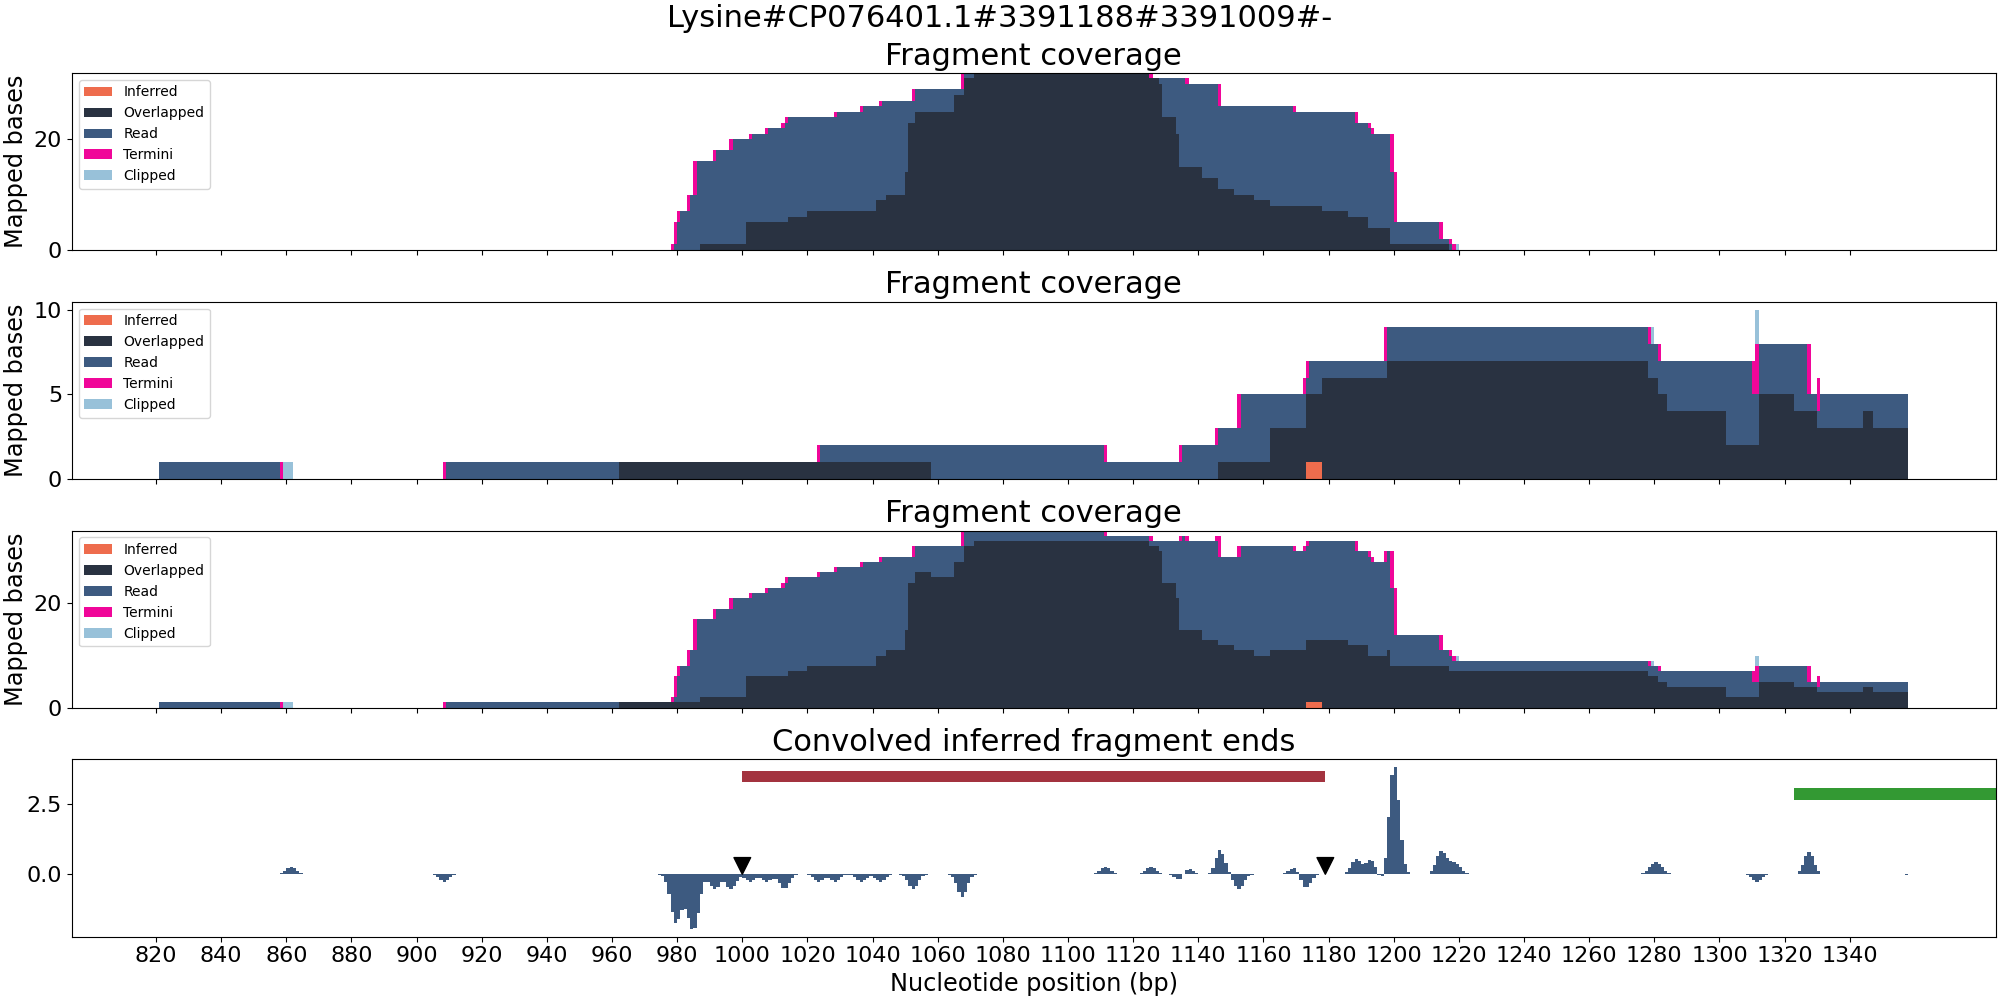 Lysine#CP076401.1#3391188#3391009#-
Fragment coverage
Mapped bases
20
0
Inferred
Overlapped
Read
Termini
Clipped
Fragment coverage
Mapped bases
10
5
0
Inferred
Overlapped
Read
Termini
Clipped
Fragment coverage
Mapped bases
20
0
Inferred
Overlapped
Read
Termini
Clipped
Convolved inferred fragment ends
2.5
0.0
820 840 860 880 900 920 940 960 980 1000 1020 1040 1060 1080 1100 1120 1140 1160 1180 1200 1220 1240 1260 1280 1300 1320 1340
Nucleotide position (bp)